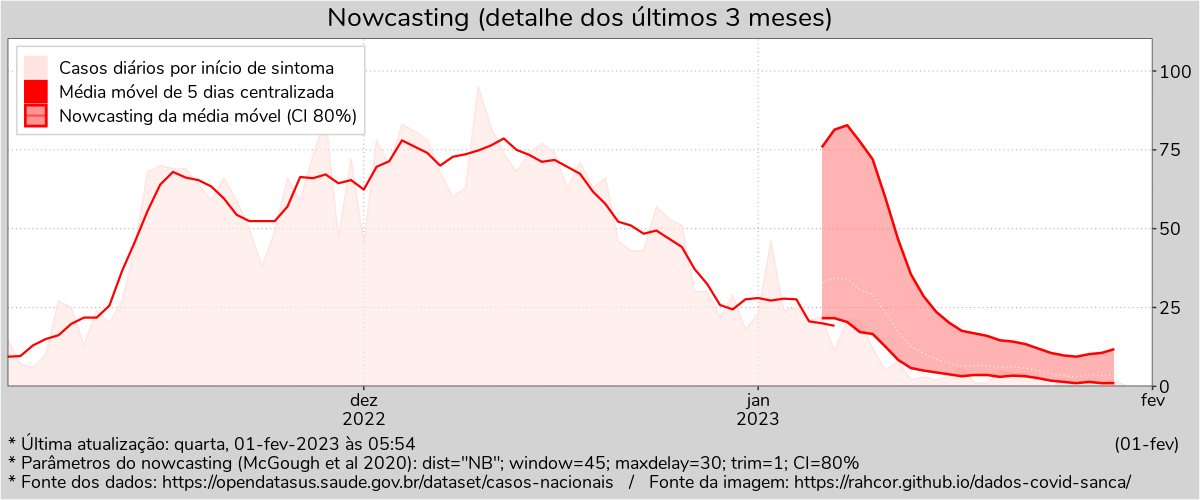 Nowcasting (detalhe dos últimos 3 meses)
Casos diários por início de sintoma
Média móvel de 5 dias centralizada
Nowcasting da média móvel (CI 80%)
100
75
50
25
0
dez
2022
jan
2023
fev
* Última atualização: quarta, 01-fev-2023 às 05:54
(01-fev)
* Parâmetros do nowcasting (McGough et al 2020): dist="NB"; window=45; maxdelay=30; trim=1; CI=80%
* Fonte dos dados: https://opendatasus.saude.gov.br/dataset/casos-nacionais / Fonte da imagem: https://rahcor.github.io/dados-covid-sanca/